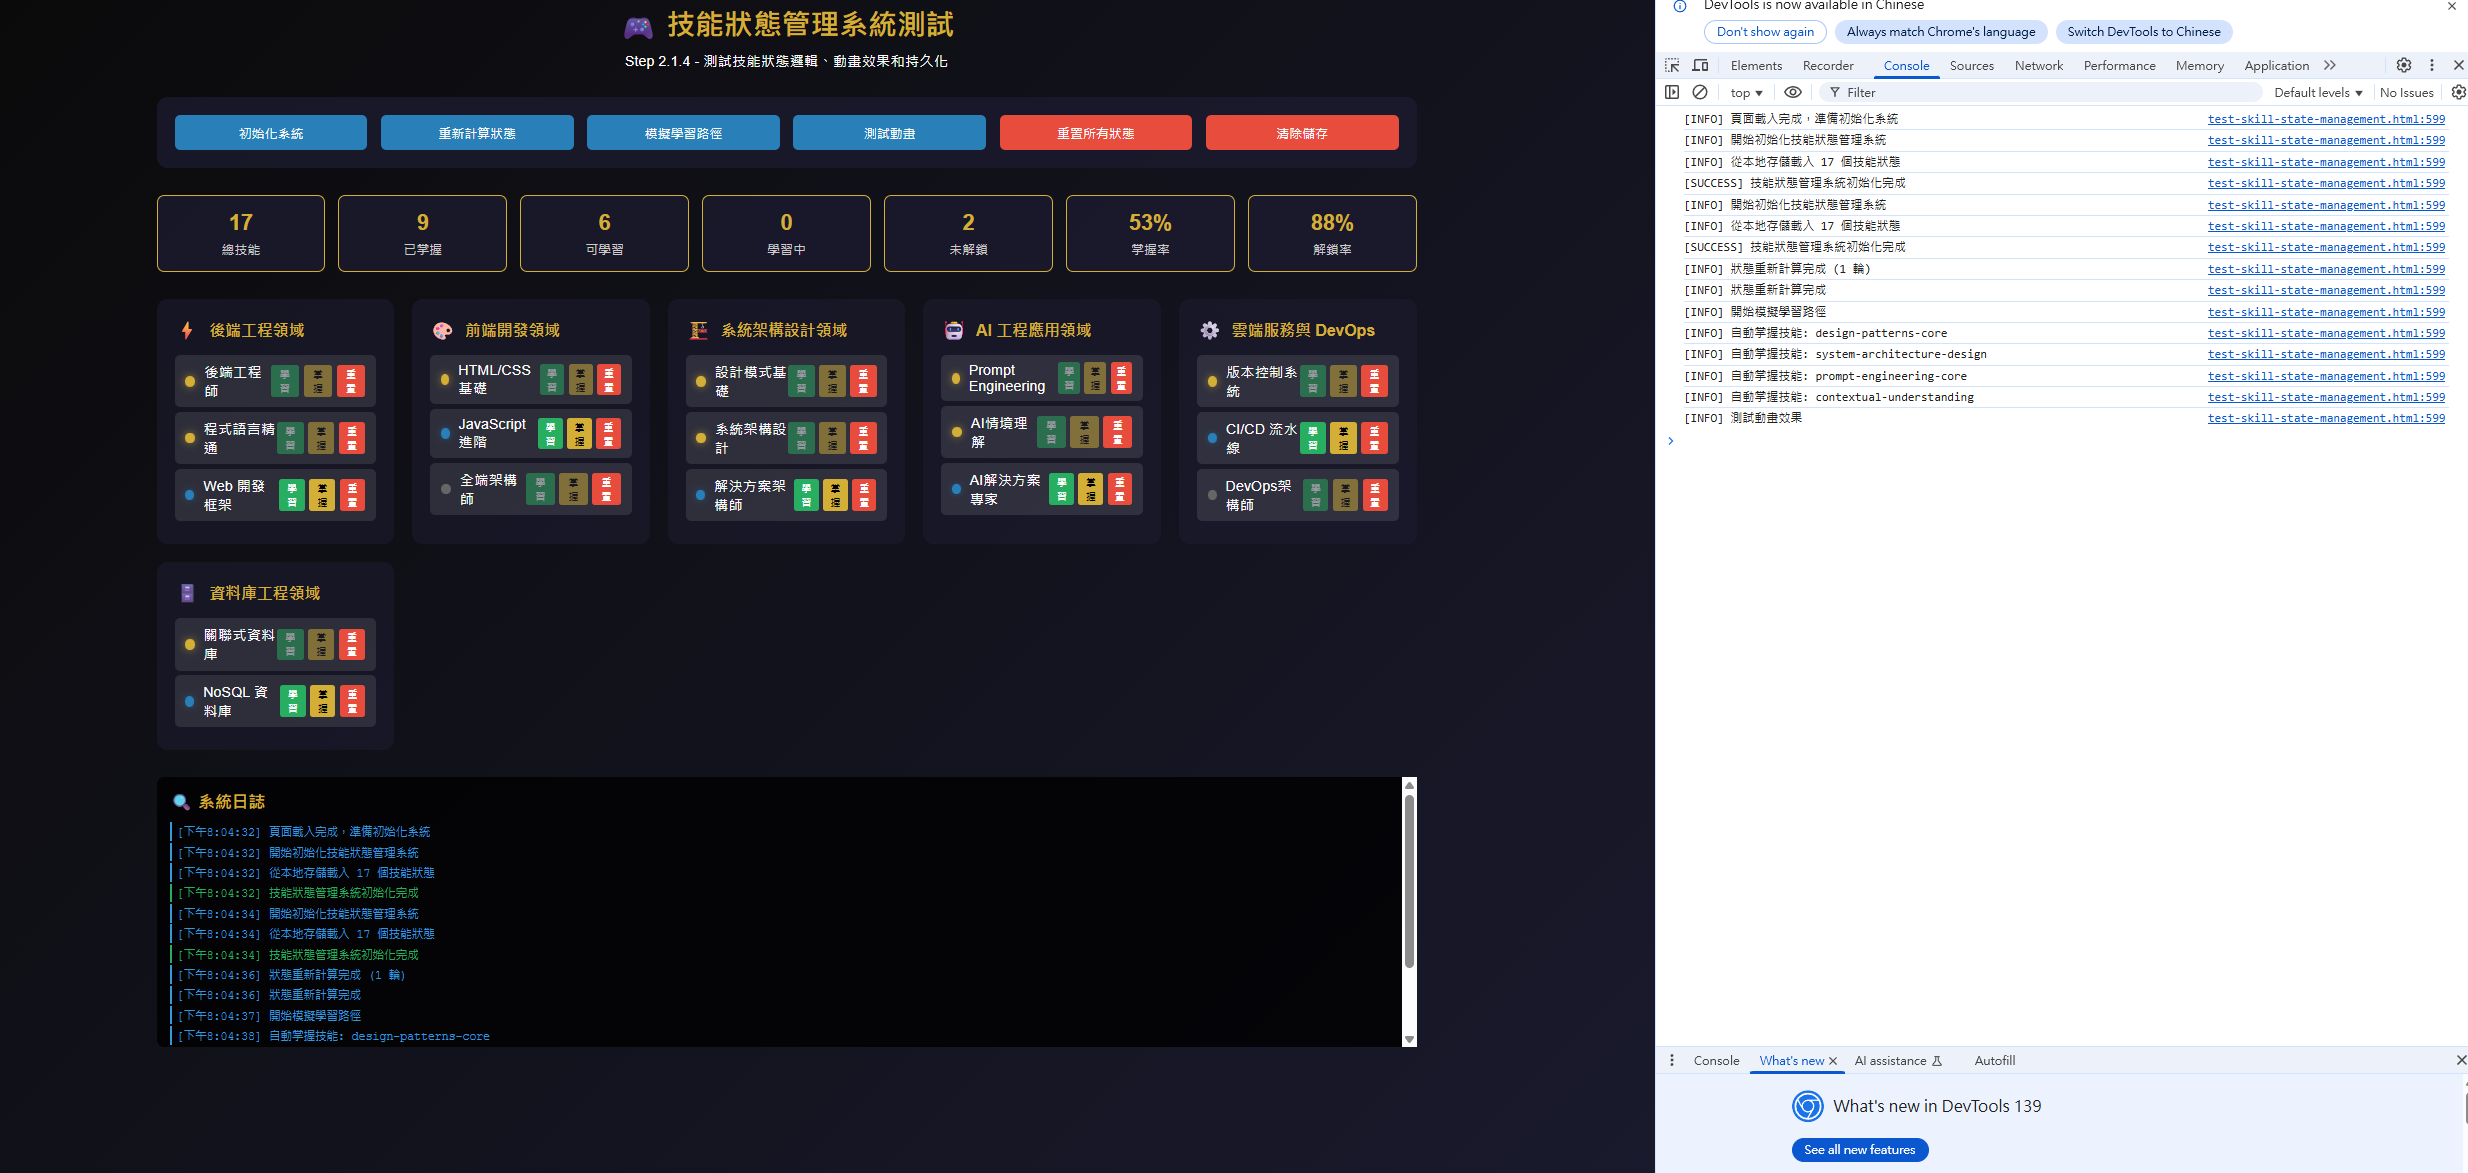 技能狀態管理系統測試
Step 2.1.4 - 測試技能狀態邏輯、動畫效果和持久化
初始化系統
重新計算狀態
模擬學習路徑
測試動畫
重置所有狀態
清除儲存
17
總技能
9
已掌握
6
可學習
0
學習中
2
未解鎖
53%
掌握率
88%
解鎖率
後端工程領域
後端工程師
學習
掌握
重置
程式語言精通
學習
掌握
重置
Web 開發框架
學習
掌握
重置
前端開發領域
HTML/CSS 基礎
學習
掌握
重置
JavaScript 進階
學習
掌握
重置
全端架構師
學習
掌握
重置
系統架構設計領域
設計模式基礎
學習
掌握
重置
系統架構設計
學習
掌握
重置
解決方案架構師
學習
掌握
重置
AI 工程應用領域
Prompt Engineering
學習
掌握
重置
AI情境理解
學習
掌握
重置
AI解決方案專家
學習
掌握
重置
雲端服務與 DevOps
版本控制系統
學習
掌握
重置
CI/CD 流水線
學習
掌握
重置
DevOps架構師
學習
掌握
重置
資料庫工程領域
關聯式資料庫
學習
掌握
重置
NoSQL 資料庫
學習
掌握
重置
系統日誌
[下午8:04:32] 頁面載入完成，準備初始化系統
[下午8:04:32] 開始初始化技能狀態管理系統
[下午8:04:32] 從本地存儲載入 17 個技能狀態
[下午8:04:32] 技能狀態管理系統初始化完成
[下午8:04:34] 開始初始化技能狀態管理系統
[下午8:04:34] 從本地存儲載入 17 個技能狀態
[下午8:04:34] 技能狀態管理系統初始化完成
[下午8:04:36] 狀態重新計算完成 (1 輪)
[下午8:04:36] 狀態重新計算完成
[下午8:04:37] 開始模擬學習路徑
[下午8:04:38] 自動掌握技能: design-patterns-core
DevTools is now available in Chinese
Don't show again
Always match Chrome's language
Switch DevTools to Chinese
Elements Recorder Console Sources Network Performance Memory Application
top Filter Default levels No Issues
[INFO] 頁面載入完成，準備初始化系統 test-skill-state-management.html:599
[INFO] 開始初始化技能狀態管理系統 test-skill-state-management.html:599
[INFO] 從本地存儲載入 17 個技能狀態 test-skill-state-management.html:599
[SUCCESS] 技能狀態管理系統初始化完成 test-skill-state-management.html:599
[INFO] 開始初始化技能狀態管理系統 test-skill-state-management.html:599
[INFO] 從本地存儲載入 17 個技能狀態 test-skill-state-management.html:599
[SUCCESS] 技能狀態管理系統初始化完成 test-skill-state-management.html:599
[INFO] 狀態重新計算完成 (1 輪) test-skill-state-management.html:599
[INFO] 狀態重新計算完成 test-skill-state-management.html:599
[INFO] 開始模擬學習路徑 test-skill-state-management.html:599
[INFO] 自動掌握技能: design-patterns-core test-skill-state-management.html:599
[INFO] 自動掌握技能: system-architecture-design test-skill-state-management.html:599
[INFO] 自動掌握技能: prompt-engineering-core test-skill-state-management.html:599
[INFO] 自動掌握技能: contextual-understanding test-skill-state-management.html:599
[INFO] 測試動畫效果 test-skill-state-management.html:599
Console What's new AI assistance Autofill
What's new in DevTools 139
See all new features